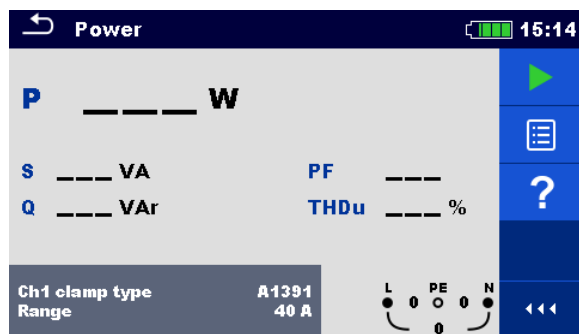 Power 15:14
P ___ W
S ___ VA PF ___
Q ___ VAr THDu ___ %
?
Ch1 clamp type A1391
Range 40 A
L PE N
0 0
0